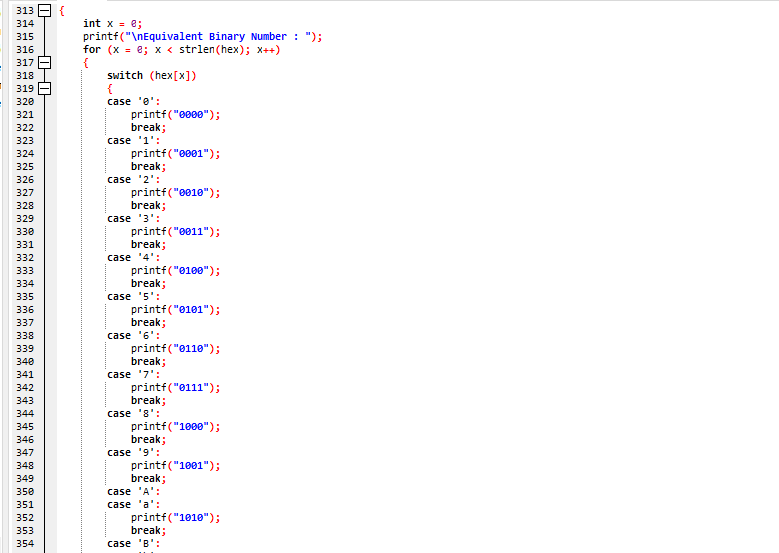 313 {
314 int x = 0;
315 printf("\nEquivalent Binary Number : ");
316 for (x = 0; x < strlen(hex); x++)
317 {
318 switch (hex[x])
319 {
320 case '0':
321 printf("0000");
322 break;
323 case '1':
324 printf("0001");
325 break;
326 case '2':
327 printf("0010");
328 break;
329 case '3':
330 printf("0011");
331 break;
332 case '4':
333 printf("0100");
334 break;
335 case '5':
336 printf("0101");
337 break;
338 case '6':
339 printf("0110");
340 break;
341 case '7':
342 printf("0111");
343 break;
344 case '8':
345 printf("1000");
346 break;
347 case '9':
348 printf("1001");
349 break;
350 case 'A':
351 case 'a':
352 printf("1010");
353 break;
354 case 'B':